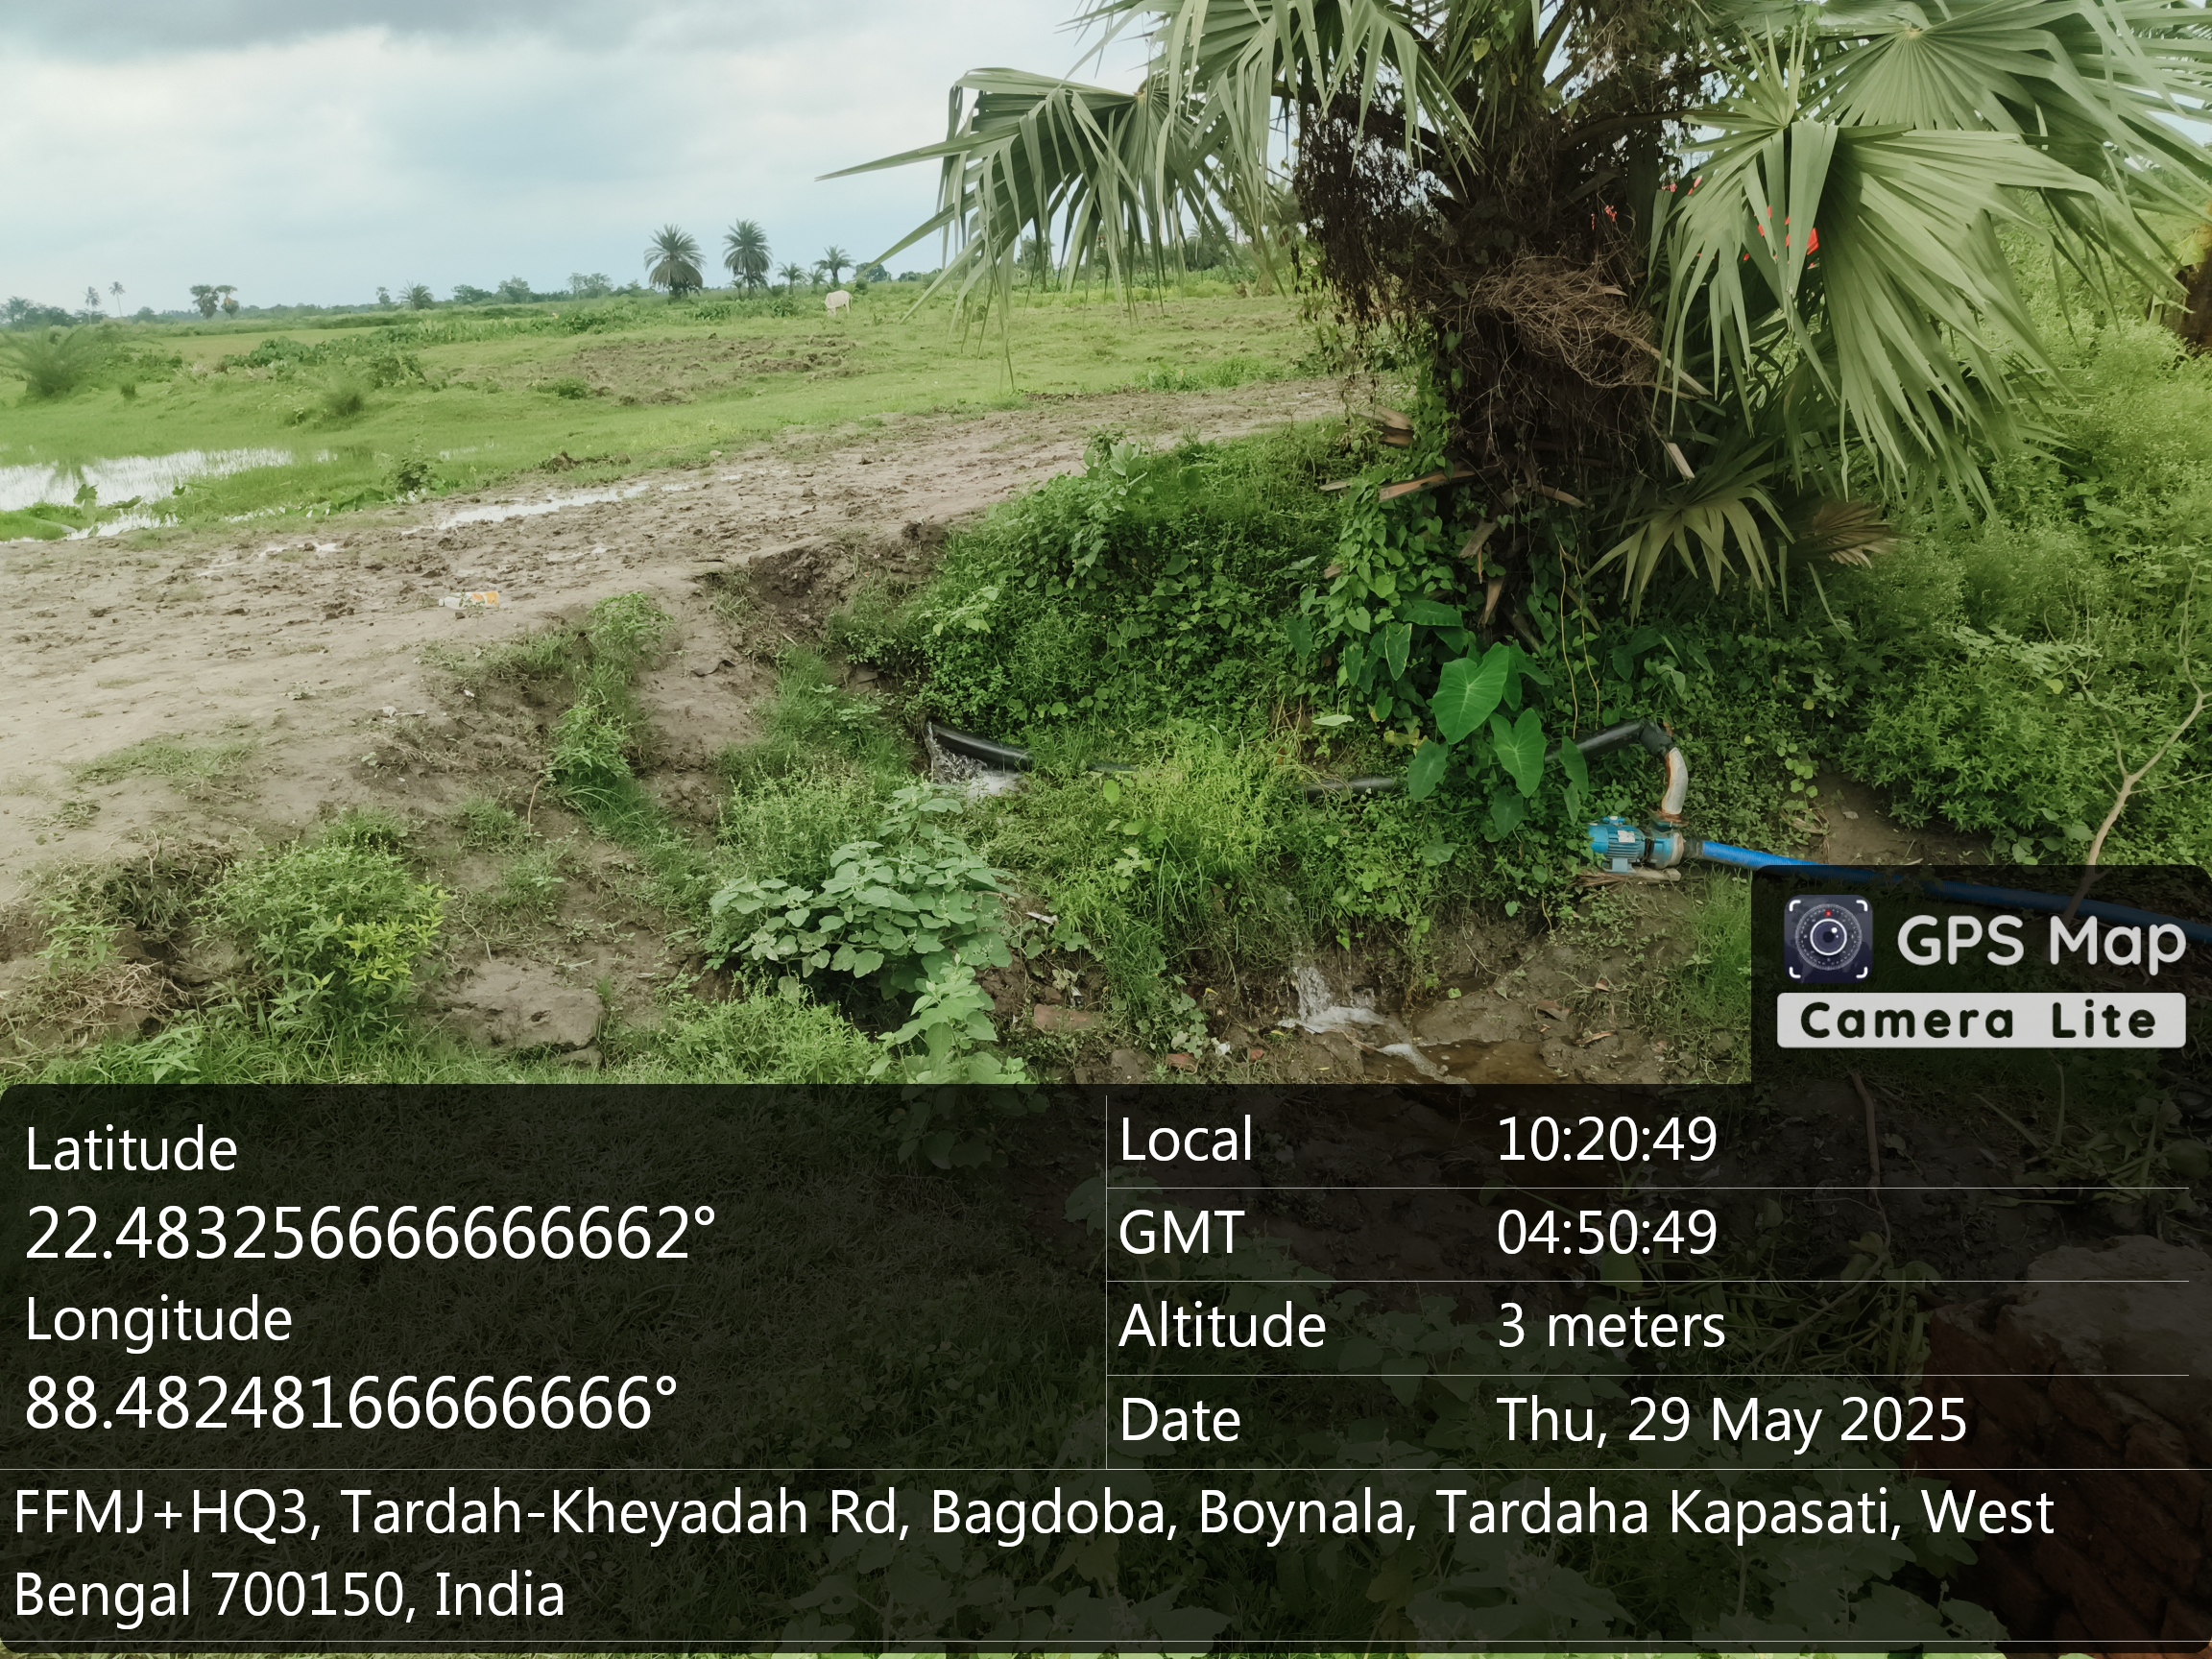 GPS Map
Camera Lite
Latitude
22.483256666666662°
Longitude
88.48248166666666°
Local 10:20:49
GMT 04:50:49
Altitude 3 meters
Date Thu, 29 May 2025
FFMJ+HQ3, Tardah-Kheyadah Rd, Bagdoba, Boynala, Tardaha Kapasati, West
Bengal 700150, India